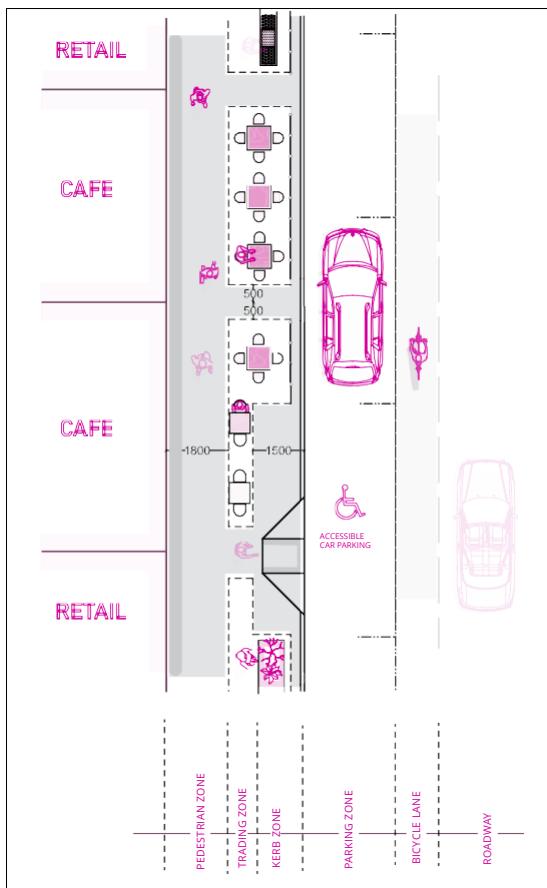 RETAIL
CAFE
500
500
CAFE
1800
1500
ACCESSIBLE
CAR PARKING
RETAIL
PEDESTRIAN ZONE
TRADING ZONE
KERB ZONE
PARKING ZONE
BICYCLE LANE
ROADWAY